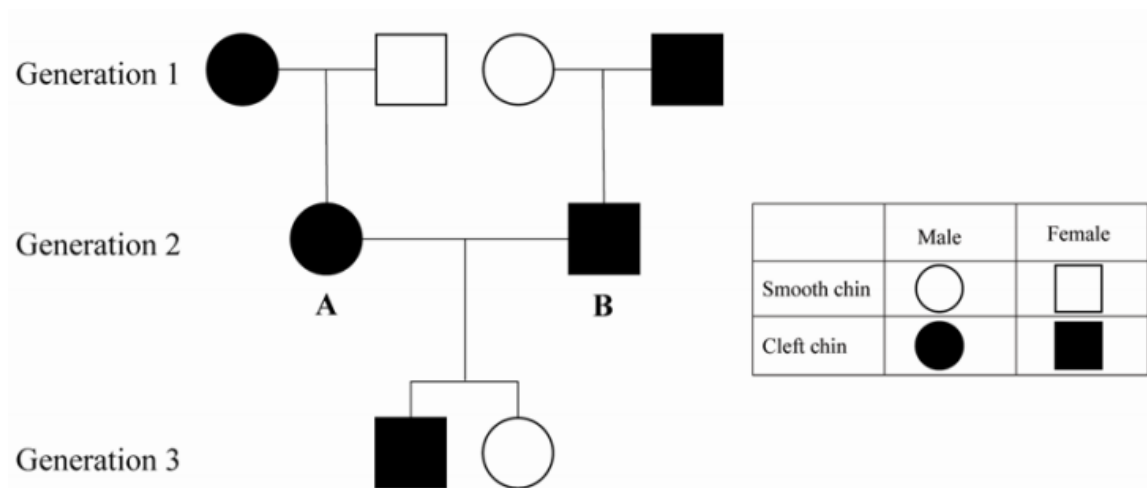 Generation 1
Generation 2
A
B
Generation 3
Male Female
Smooth chin
Cleft chin